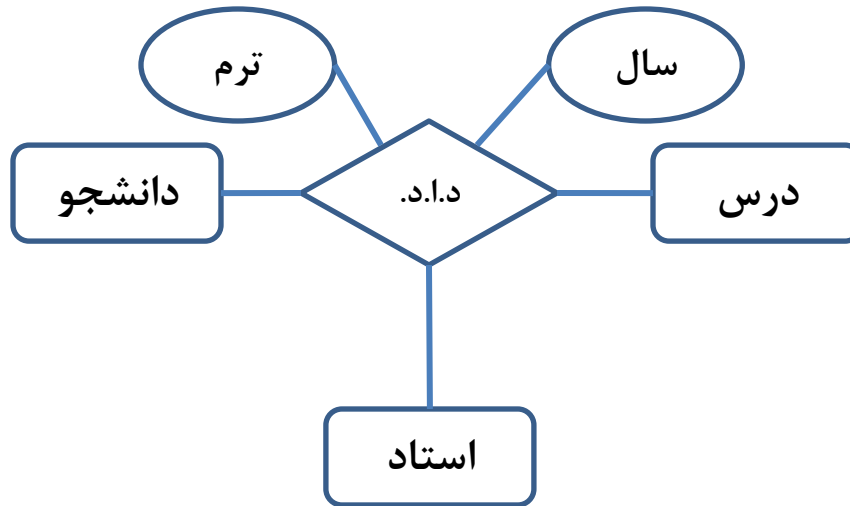 سال
ترم
درس
د.ا.د.
دانشجو
استاد